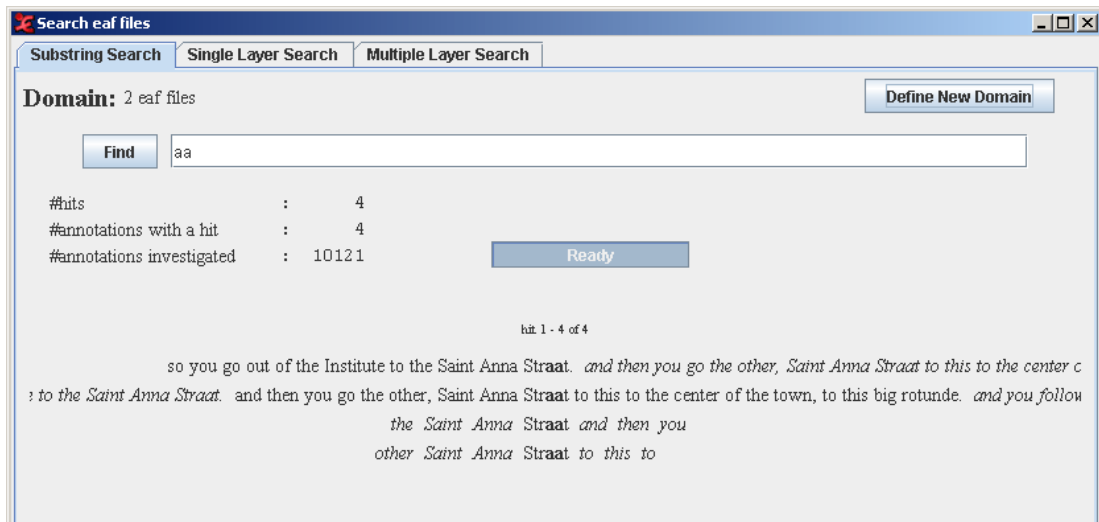 Search eaf files
Substring Search Single Layer Search Multiple Layer Search
Domain: 2 eaf files Define New Domain
Find aa
#hits : 4
#annotations with a hit : 4
#annotations investigated : 10121 Ready
hit 1 - 4 of 4
so you go out of the Institute to the Saint Anna Straat. and then you go the other, Saint Anna Straat to this to the center
to the Saint Anna Straat. and then you go the other, Saint Anna Straat to this to the center of the town, to this big rotunde. and you follow
the Saint Anna Straat and then you
other Saint Anna Straat to this to